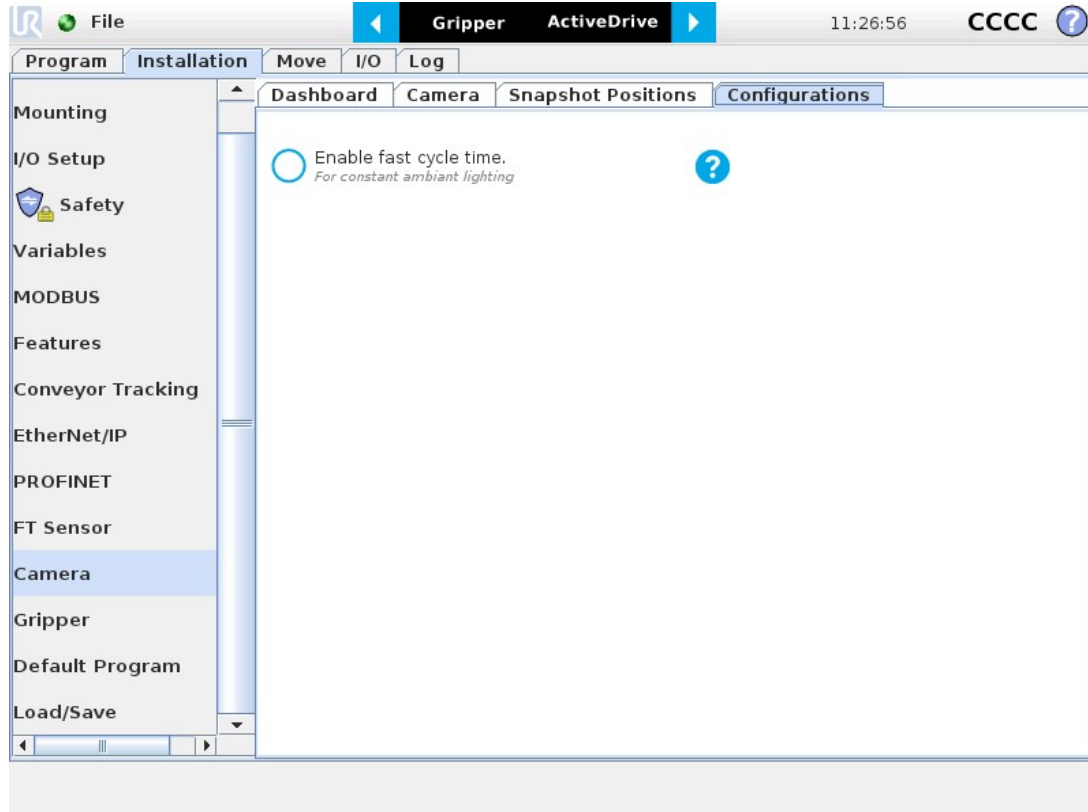 UR File Gripper ActiveDrive 11:26:56 CCCC ?
Program Installation Move I/O Log
Dashboard Camera Snapshot Positions Configurations
Mounting
I/O Setup
Safety
Variables
MODBUS
Features
Conveyor Tracking
EtherNet/IP
PROFINET
FT Sensor
Camera
Gripper
Default Program
Load/Save
Enable fast cycle time. ?
For constant ambiant lighting